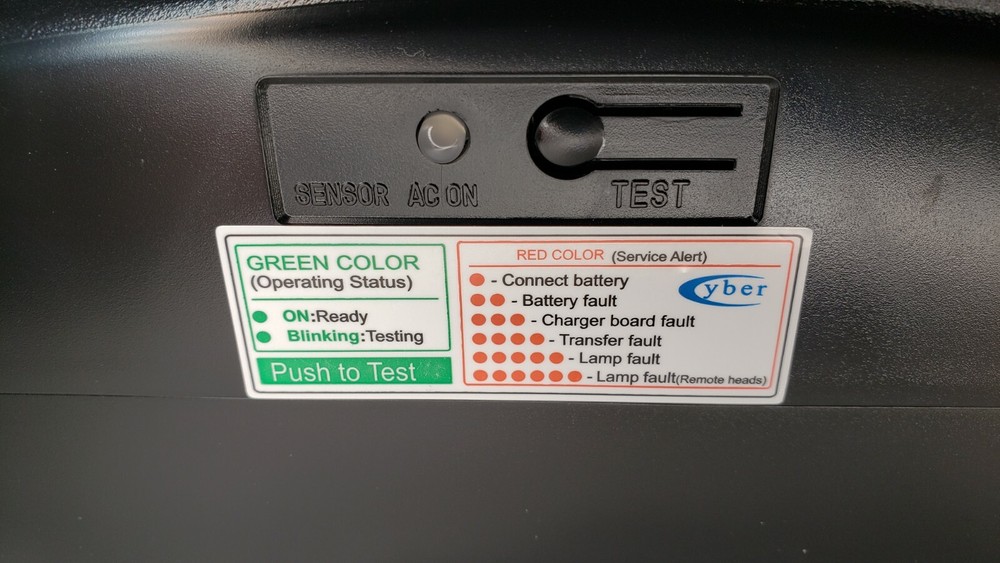 SENSOR AC ON TEST
GREEN COLOR
(Operating Status)
ON:Ready
Blinking:Testing
Push to Test
RED COLOR (Service Alert)
- Connect battery
- Battery fault
- Charger board fault
- Transfer fault
- Lamp fault
- Lamp fault(Remote heads)
Cyber